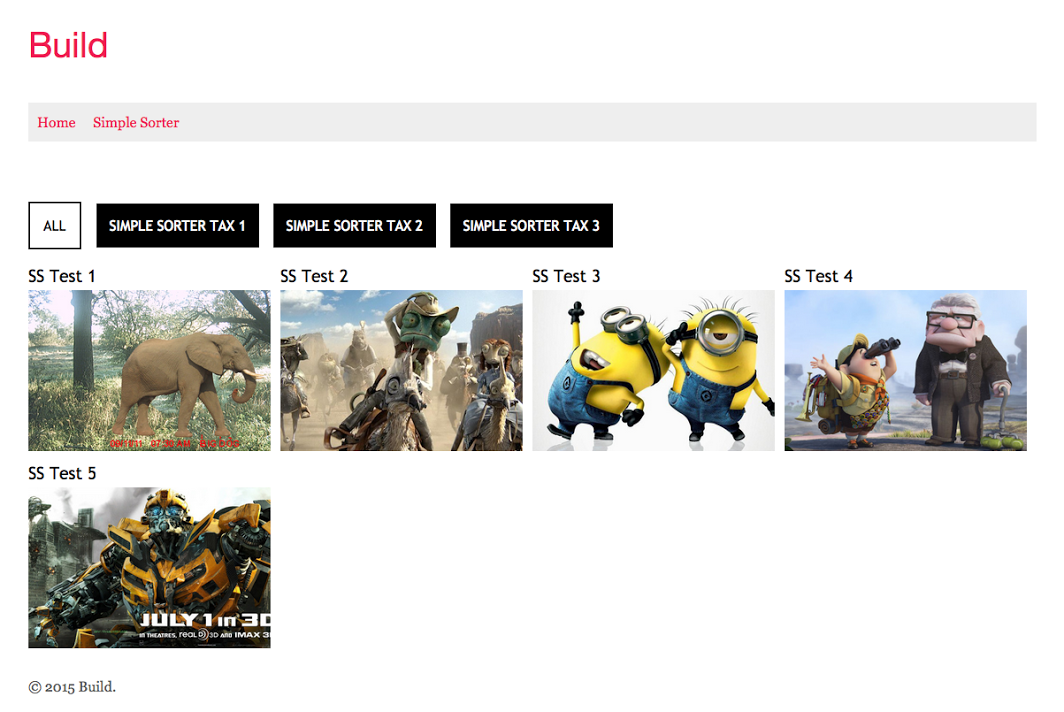 Build
Home Simple Sorter
ALL SIMPLE SORTER TAX 1 SIMPLE SORTER TAX 2 SIMPLE SORTER TAX 3
SS Test 1 SS Test 2 SS Test 3 SS Test 4
SS Test 5
JULY 1 in 3D
IN THEATRES, REAL D 3D AND IMAX 3
© 2015 Build.